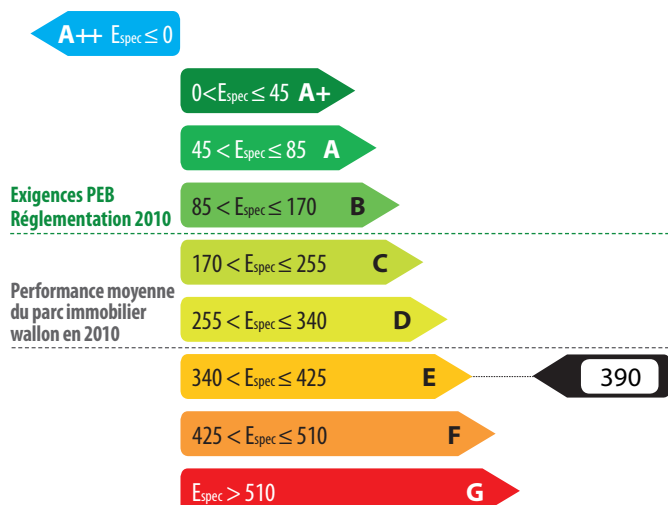 A++ Espec ≤ 0
0<Espec ≤ 45 A+
45 < Espec ≤ 85 A
Exigences PEB
Réglementation 2010
85 < Espec ≤ 170 B
170 < Espec ≤ 255 C
Performance moyenne
du parc immobilier
wallon en 2010
255 < Espec ≤ 340 D
340 < Espec ≤ 425 E
390
425 < Espec ≤ 510 F
Espec > 510 G